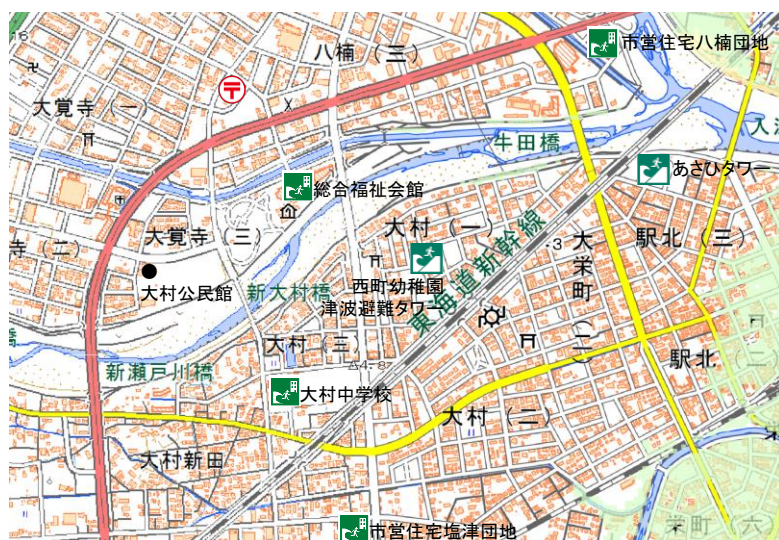 八楠（三）
市営住宅八楠団地
大覚寺（一）
牛田橋
総合福祉会館
あさひタワー
大村（一）
大覚寺（三）
寺（二）
大村公民館
新大村橋
西町幼稚園
津波避難タワー
東海道新幹線
3
大栄町（二）
駅北（三）
大村（三）
4.8
新瀬戸川橋
駅北（二）
大村中学校
大村（二）
大村新田
市営住宅塩津団地
栄町（六）